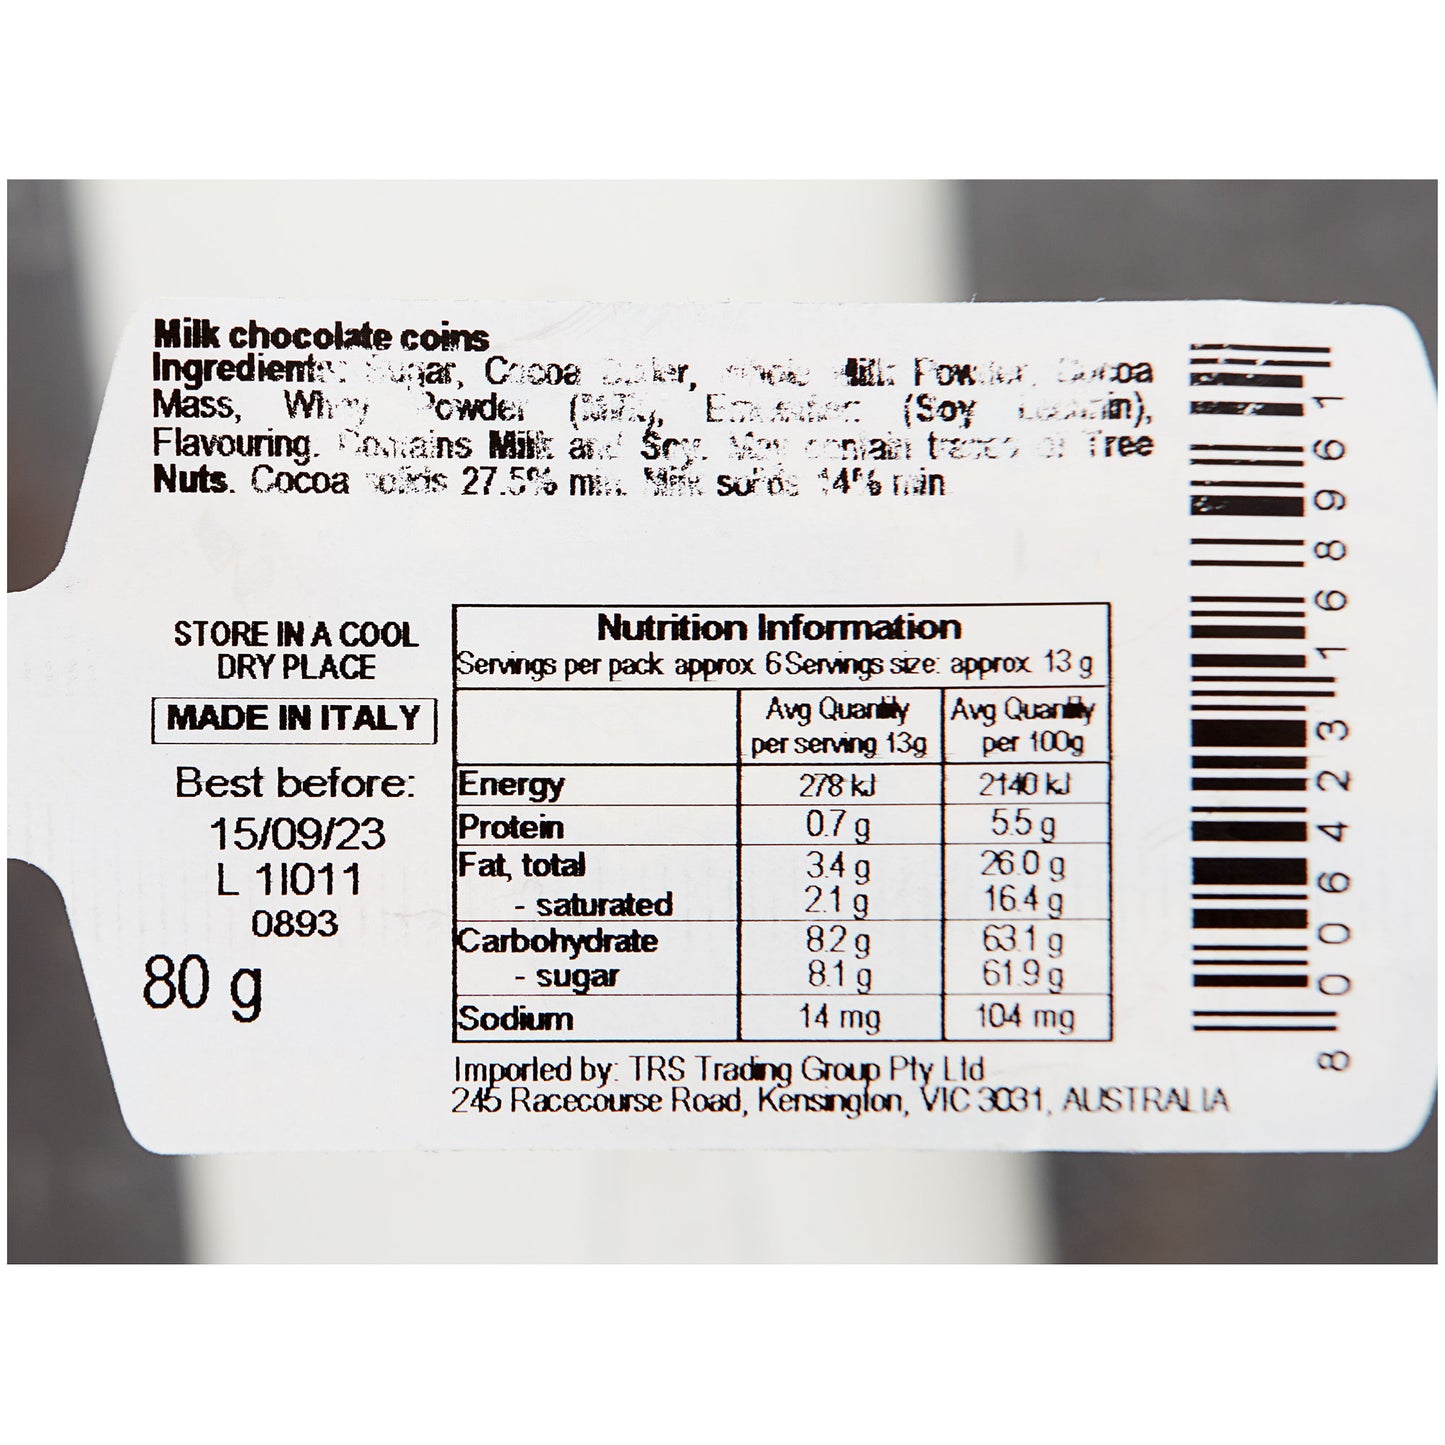 Milk chocolate coins
Ingredients: Sugar, Cocoa Butter, whole Milk Powder, Cocoa
Mass, Whey Powder (Milk), Emulsifier: (Soy Lecithin),
Flavouring. Contains Milk and Soy. May contain traces of Tree
Nuts. Cocoa solids 27.5% min. Milk solids 14% min
STORE IN A COOL
DRY PLACE
MADE IN ITALY
Best before:
15/09/23
L 1I011
0893
80 g
Nutrition Information
Servings per pack approx 6 Servings size: approx 13 g
Avg Quantity Avg Quantity
per serving 13g per 100g
Energy 278 kJ 2140 kJ
Protein 0.7 g 5.5 g
Fat, total 3.4 g 26.0 g
- saturated 2.1 g 16.4 g
Carbohydrate 8.2 g 63.1 g
- sugar 8.1 g 61.9 g
Sodium 14 mg 104 mg
Imported by: TRS Trading Group Pty Ltd
245 Racecourse Road, Kensington, VIC 3031, AUSTRALIA
8006423168961